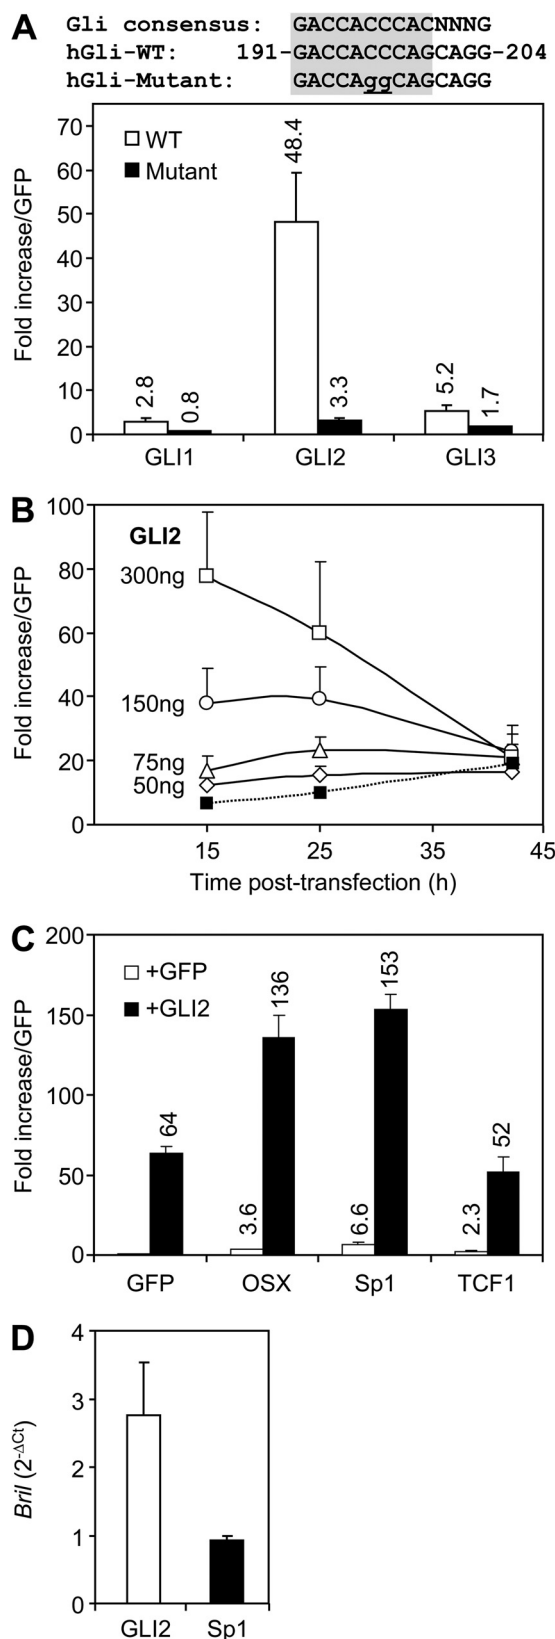 A
Gli consensus: GACCACCCACNNNG
hGli-WT: 191-GACCACCCAGCAGG-204
hGli-Mutant: GACCAggCAGCAGG
Fold increase/GFP
70
60
50
40
30
20
10
0
WT
Mutant
2.8
0.8
48.4
3.3
5.2
1.7
GLI1 GLI2 GLI3
B
Fold increase/GFP
100
80
60
40
20
0
GLI2
300ng
150ng
75ng
50ng
15 25 35 45
Time post-transfection (h)
C
Fold increase/GFP
200
150
100
50
0
+GFP
+GLI2
64
3.6
136
6.6
153
2.3
52
GFP OSX Sp1 TCF1
D
Bril (2-ΔCt)
4
3
2
1
0
GLI2 Sp1